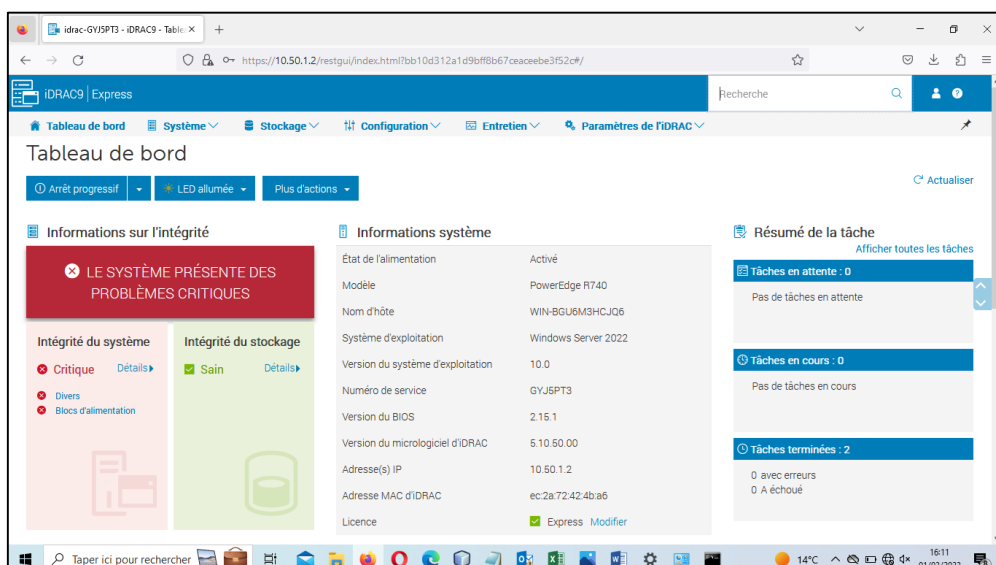 idrac-GYJ5PT3 - iDRAC9 - Table
https://10.50.1.2/restgui/index.html?bb10d312a1d9bff8b67ceaceebe3f52c#/
iDRAC9 | Express
Recherche
Tableau de bord Système Stockage Configuration Entretien Paramètres de l'iDRAC
Tableau de bord
Arrêt progressif LED allumée Plus d'actions
Actualiser
Informations sur l'intégrité
LE SYSTÈME PRÉSENTE DES
PROBLÈMES CRITIQUES
Intégrité du système
Critique Détails
Divers
Blocs d'alimentation
Intégrité du stockage
Sain Détails
Informations système
État de l'alimentation Activé
Modèle PowerEdge R740
Nom d'hôte WIN-BGU6M3HCJQ6
Système d'exploitation Windows Server 2022
Version du système d'exploitation 10.0
Numéro de service GYJ5PT3
Version du BIOS 2.15.1
Version du micrologiciel d'iDRAC 5.10.50.00
Adresse(s) IP 10.50.1.2
Adresse MAC d'iDRAC ec:2a:72:42:4b:a6
Licence Express Modifier
Résumé de la tâche
Afficher toutes les tâches
Tâches en attente : 0
Pas de tâches en attente
Tâches en cours : 0
Pas de tâches en cours
Tâches terminées : 2
0 avec erreurs
0 A échoué
Taper ici pour rechercher
14°C
16:11